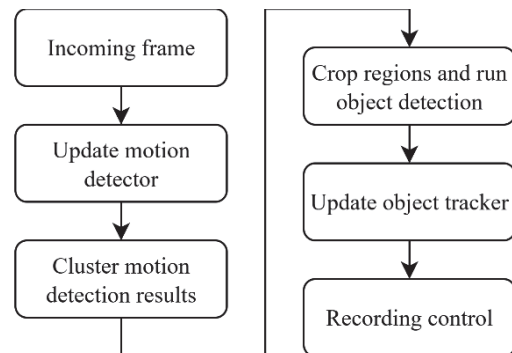 Incoming frame
Update motion
detector
Cluster motion
detection results
Crop regions and run
object detection
Update object tracker
Recording control